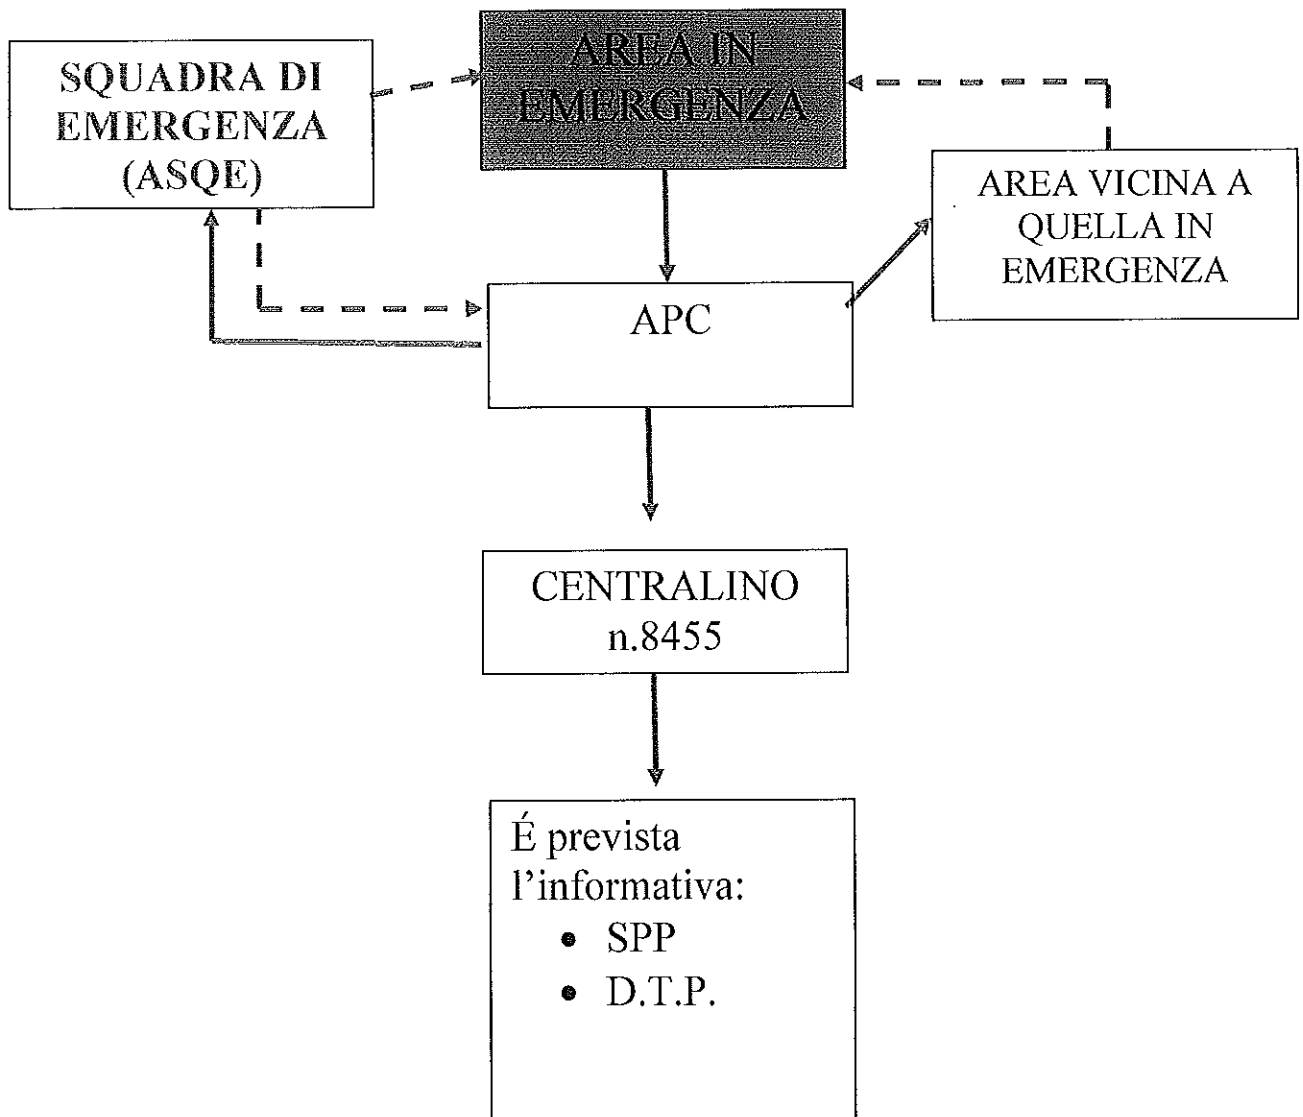 SQUADRA DI
EMERGENZA
(ASQE)
AREA IN
EMERGENZA
AREA VICINA A
QUELLA IN
EMERGENZA
APC
CENTRALINO
n.8455
É prevista
l’informativa:
• SPP
• D.T.P.